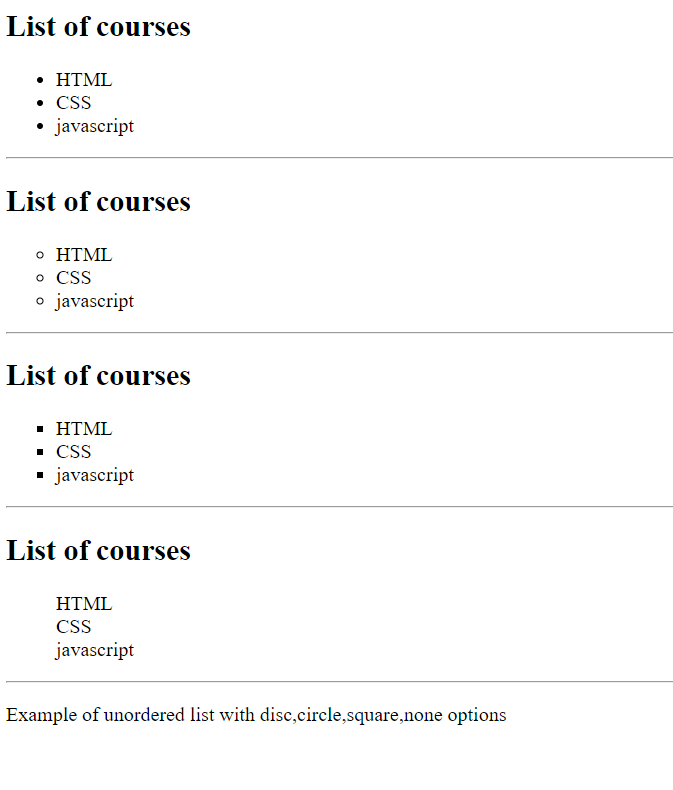 List of courses
HTML
CSS
javascript
List of courses
HTML
CSS
javascript
List of courses
HTML
CSS
javascript
List of courses
HTML
CSS
javascript
Example of unordered list with disc,circle,square,none options